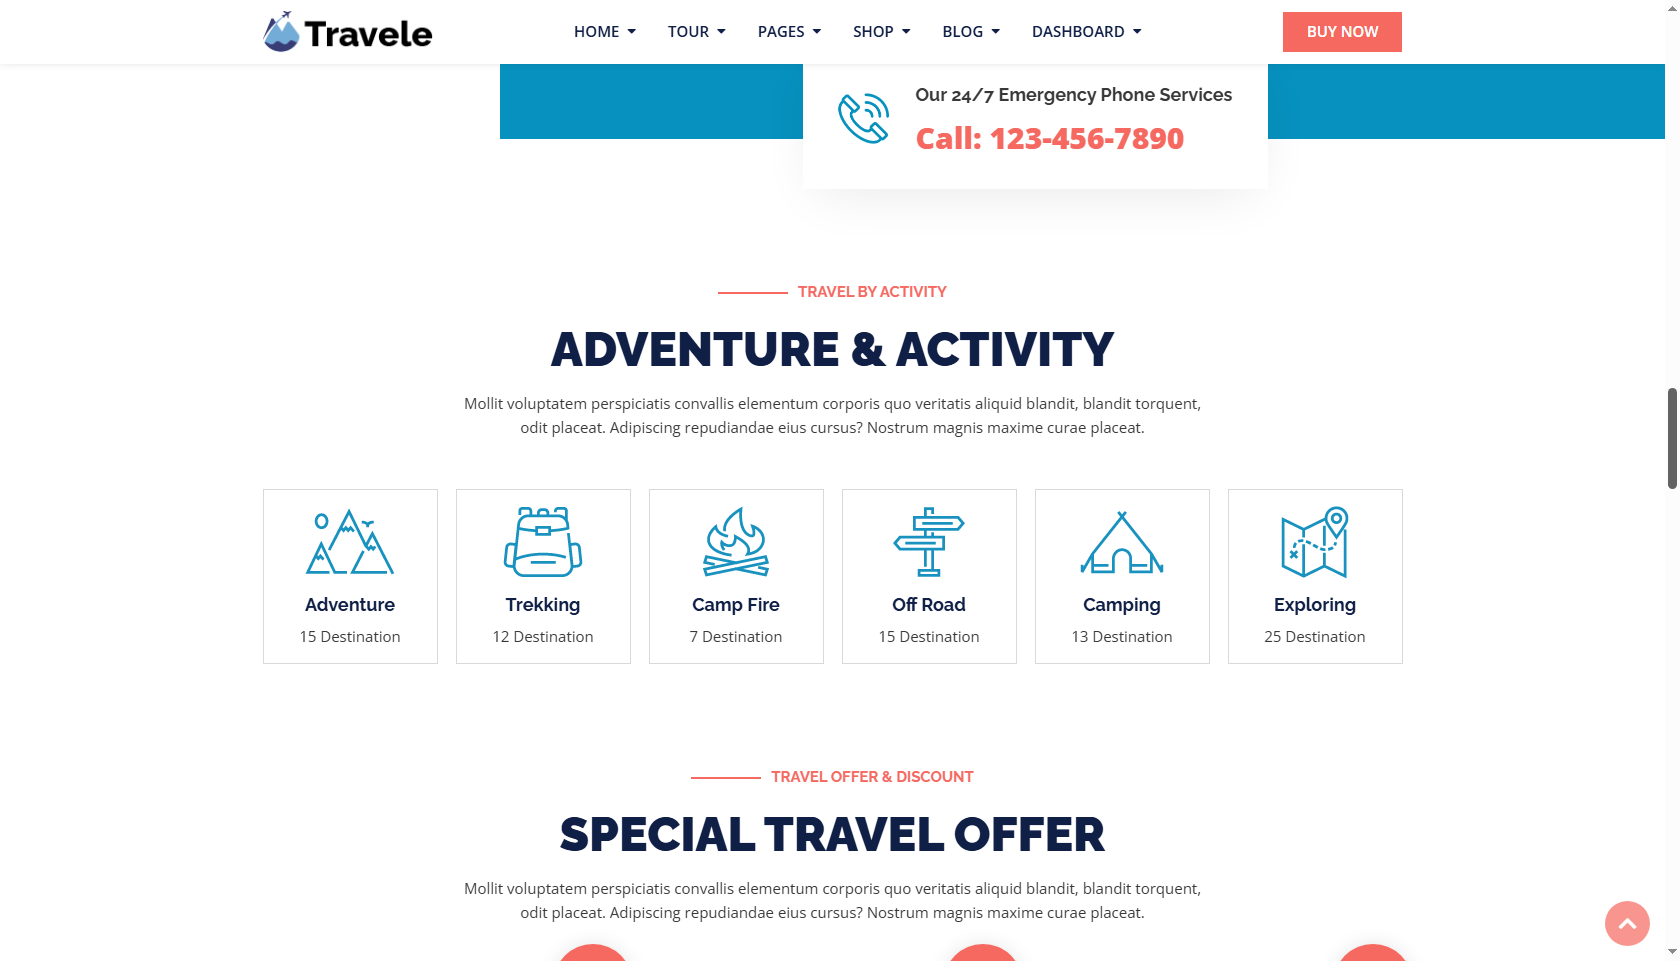 Travele
HOME
TOUR
PAGES
SHOP
BLOG
DASHBOARD
BUY NOW
Our 24/7 Emergency Phone Services
Call: 123-456-7890
TRAVEL BY ACTIVITY
ADVENTURE & ACTIVITY
Mollit voluptatem perspiciatis convallis elementum corporis quo veritatis aliquid blandit, blandit torquent,
odit placeat. Adipiscing repudiandae eius cursus? Nostrum magnis maxime curae placeat.
Adventure
15 Destination
Trekking
12 Destination
Camp Fire
7 Destination
Off Road
15 Destination
Camping
13 Destination
Exploring
25 Destination
TRAVEL OFFER & DISCOUNT
SPECIAL TRAVEL OFFER
Mollit voluptatem perspiciatis convallis elementum corporis quo veritatis aliquid blandit, blandit torquent,
odit placeat. Adipiscing repudiandae eius cursus? Nostrum magnis maxime curae placeat.